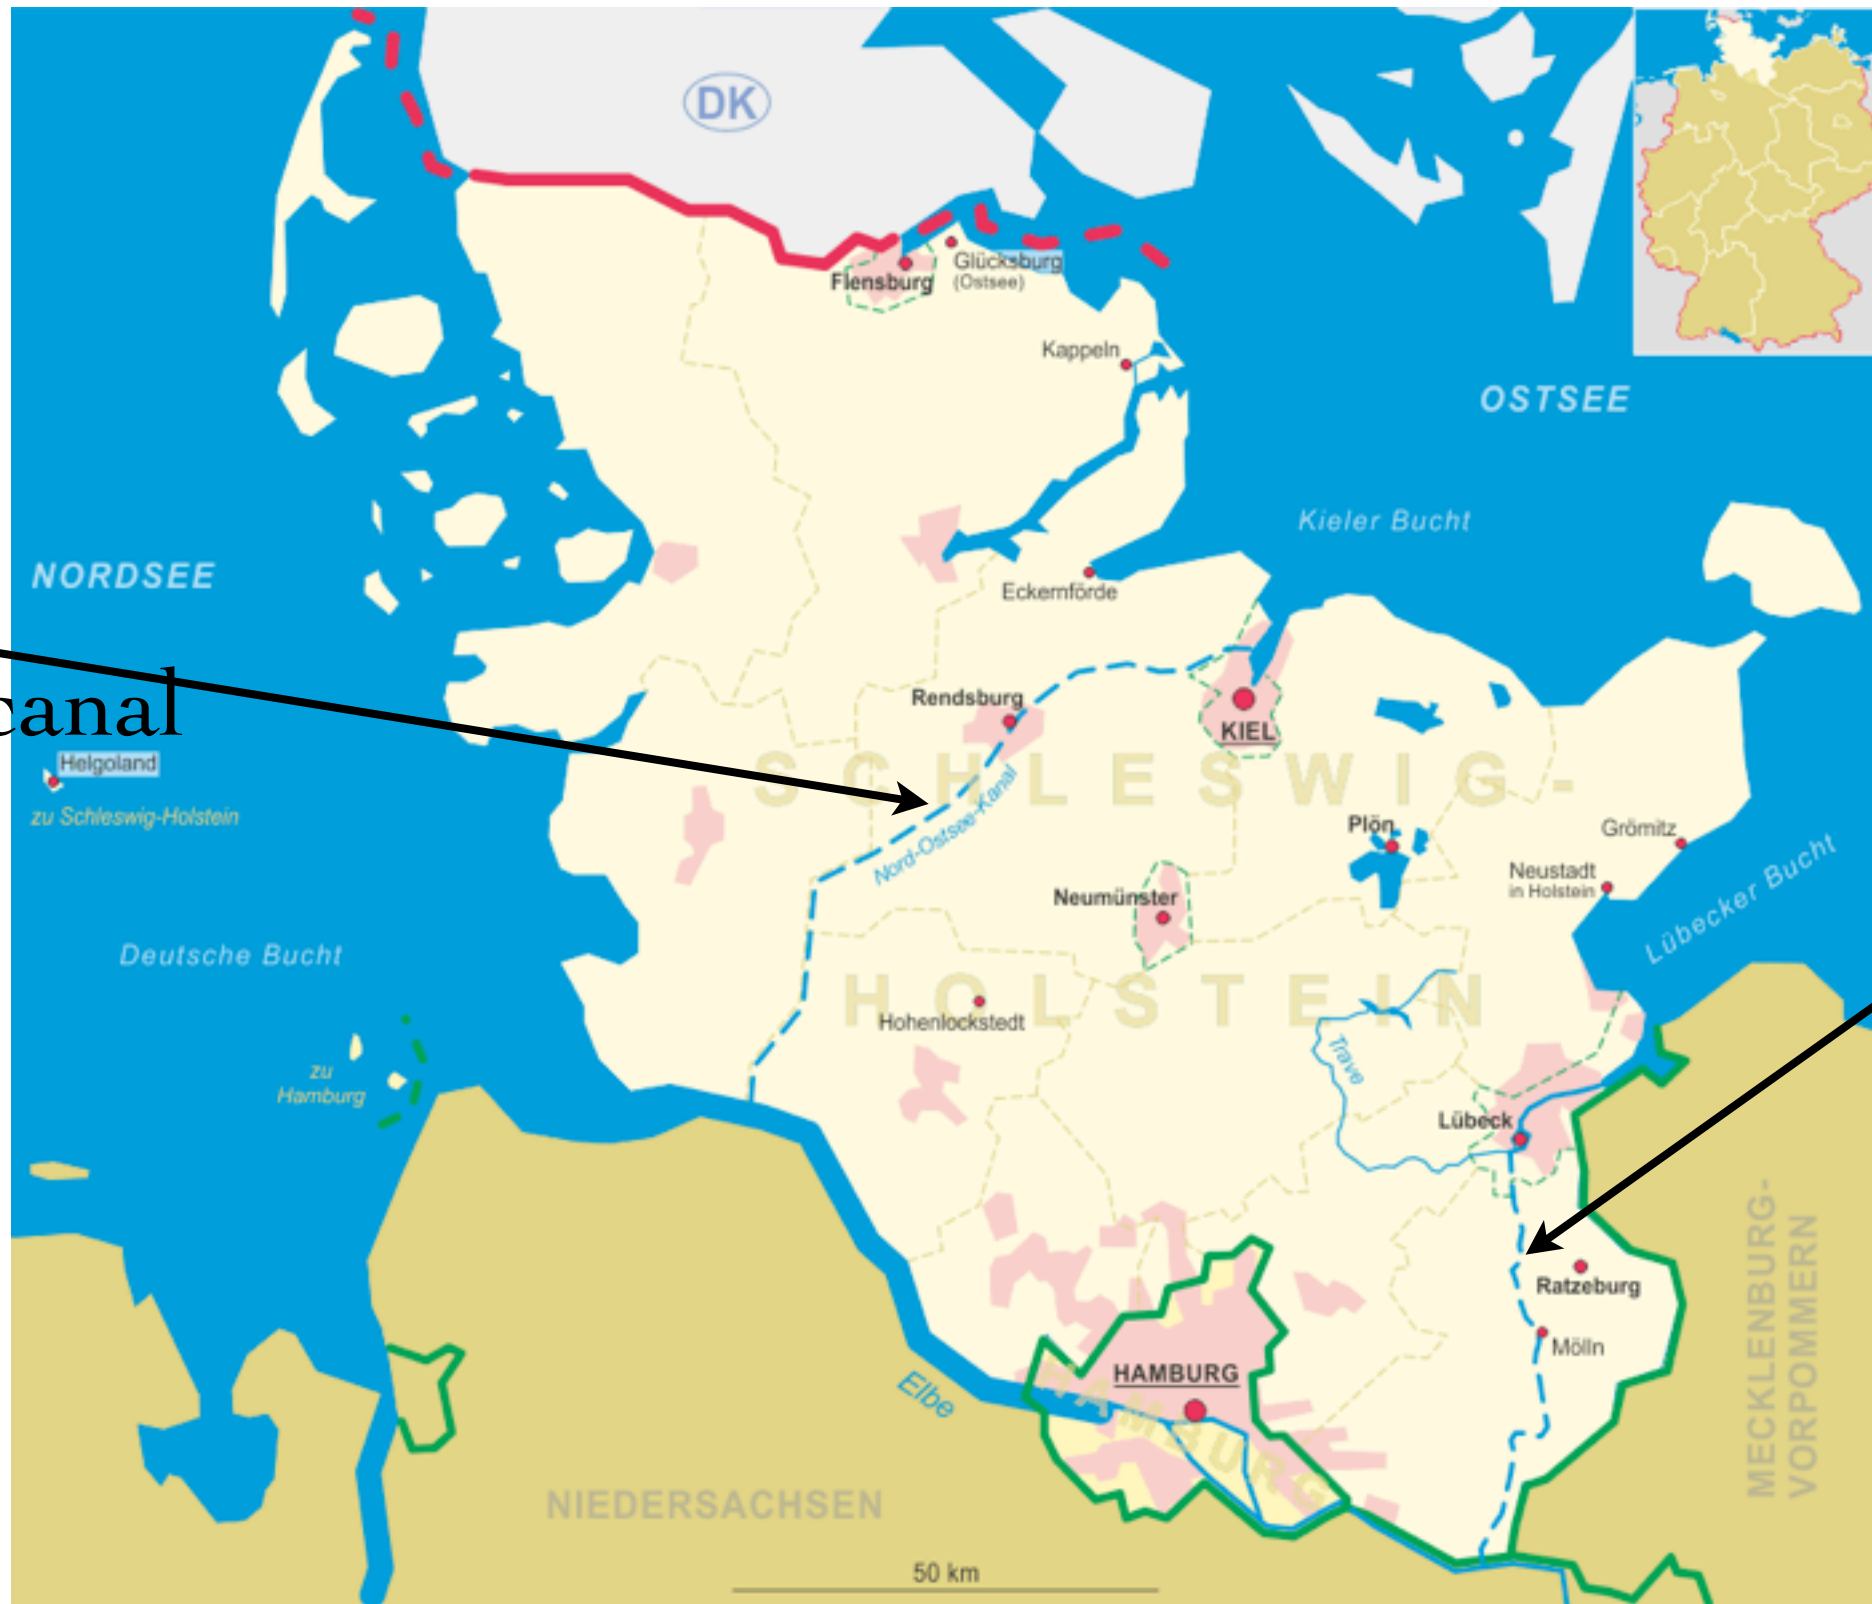 DK
Flensburg
Glücksburg
(Ostsee)
Kappeln
OSTSEE
Kieler Bucht
NORDSEE
Eckernförde
canal
Rendsburg
KIEL
Helgoland
zu Schleswig-Holstein
SCHLESWIG-
Nord-Ostsee-Kanal
Plön
Grömitz
Neustadt
in Holstein
Neumünster
Lübecker Bucht
Deutsche Bucht
HOLSTEIN
Hohenlockstedt
Trave
zu
Hamburg
Lübeck
Ratzeburg
Mölln
MECKLENBURG-
VORPOMMERN
HAMBURG
Elbe
HAMBURG
NIEDERSACHSEN
50 km